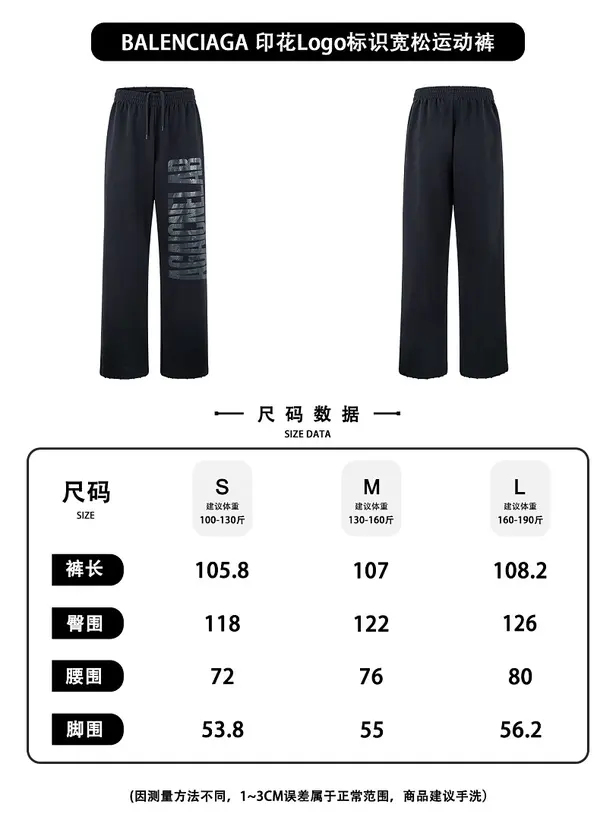 BALENCIAGA 印花Logo标识宽松运动裤
BALENCIAGA
尺码数据
SIZE DATA
尺码
SIZE
S
建议体重
100-130斤
M
建议体重
130-160斤
L
建议体重
160-190斤
裤长 105.8 107 108.2
臀围 118 122 126
腰围 72 76 80
脚围 53.8 55 56.2
(因测量方法不同，1~3CM误差属于正常范围，商品建议手洗)